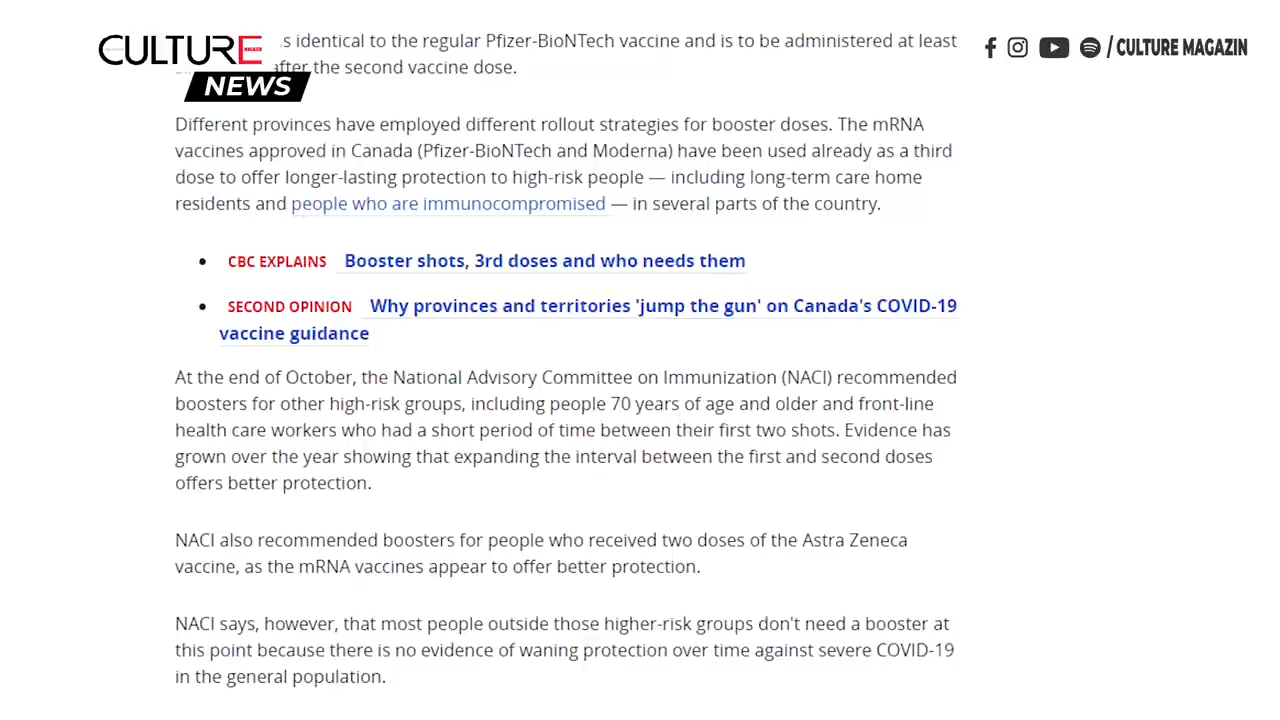 CULTURE
NEWS
/ CULTURE MAGAZIN
s identical to the regular Pfizer-BioNTech vaccine and is to be administered at least
after the second vaccine dose.
Different provinces have employed different rollout strategies for booster doses. The mRNA
vaccines approved in Canada (Pfizer-BioNTech and Moderna) have been used already as a third
dose to offer longer-lasting protection to high-risk people — including long-term care home
residents and people who are immunocompromised — in several parts of the country.
• CBC EXPLAINS Booster shots, 3rd doses and who needs them
• SECOND OPINION Why provinces and territories 'jump the gun' on Canada's COVID-19
vaccine guidance
At the end of October, the National Advisory Committee on Immunization (NACI) recommended
boosters for other high-risk groups, including people 70 years of age and older and front-line
health care workers who had a short period of time between their first two shots. Evidence has
grown over the year showing that expanding the interval between the first and second doses
offers better protection.
NACI also recommended boosters for people who received two doses of the Astra Zeneca
vaccine, as the mRNA vaccines appear to offer better protection.
NACI says, however, that most people outside those higher-risk groups don't need a booster at
this point because there is no evidence of waning protection over time against severe COVID-19
in the general population.